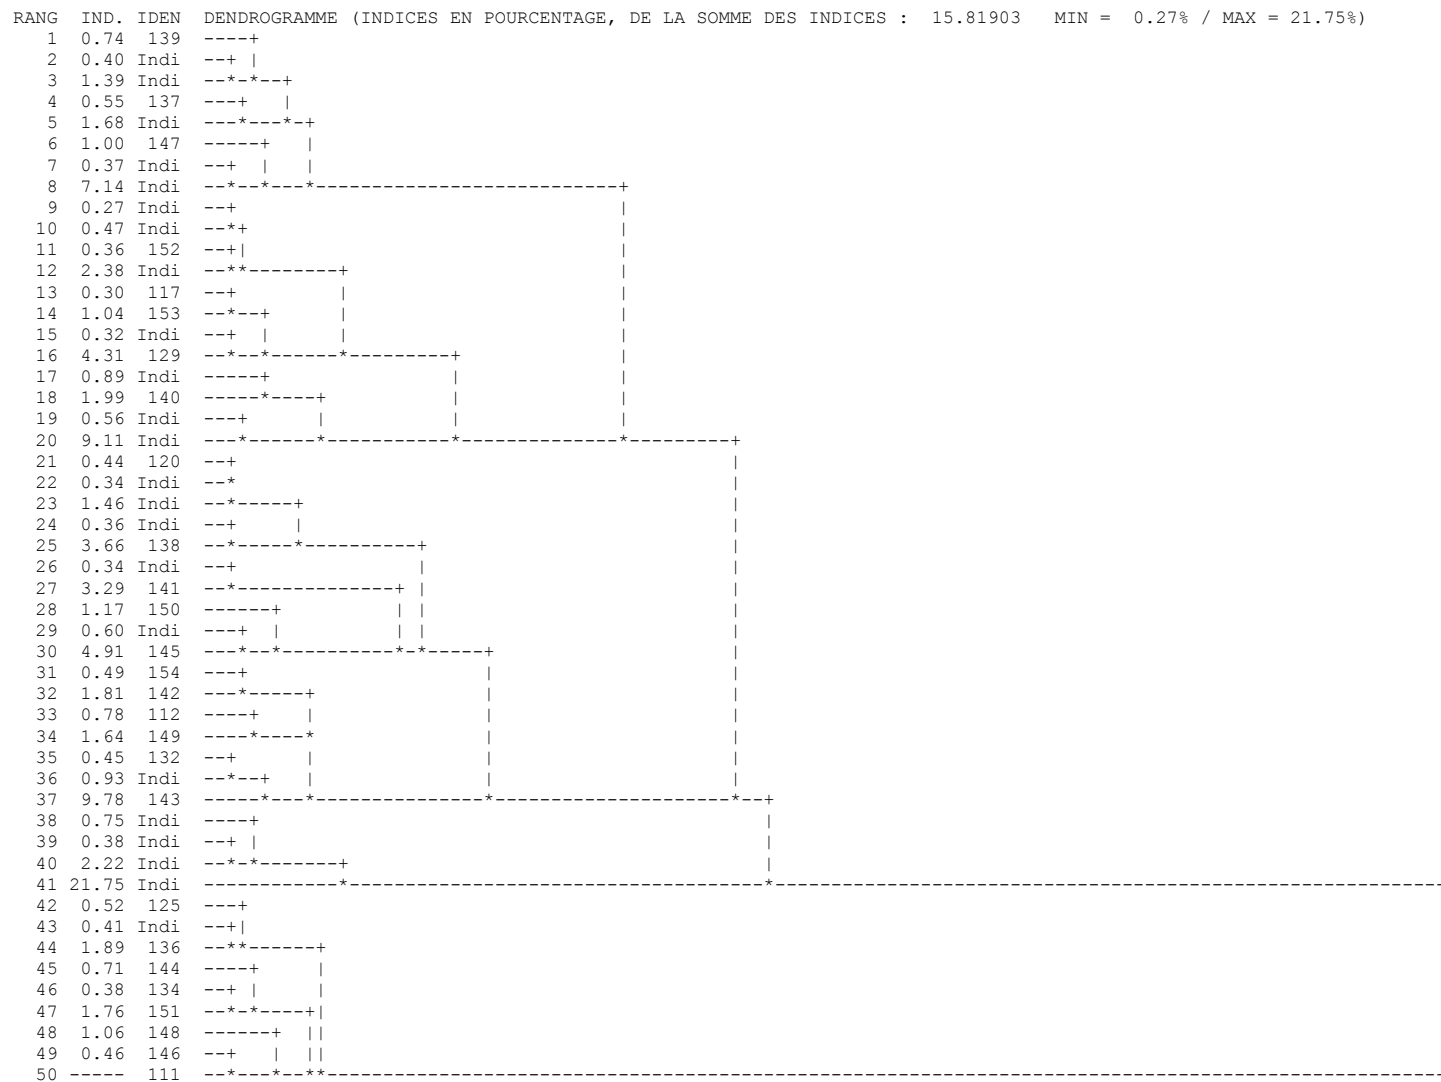 RANG  IND. IDEN  DENDROGRAMME (INDICES EN POURCENTAGE, DE LA SOMME DES INDICES :  15.81903   MIN =  0.27% / MAX = 21.75%)
1  0.74  139  ----+
2  0.40 Indi  --+ |
3  1.39 Indi  --*-*--+
4  0.55  137  ---+   |
5  1.68 Indi  ---*---*-+
6  1.00  147  -----+   |
7  0.37 Indi  --+  |   |
8  7.14 Indi  --*--*---*---------------------------+
9  0.27 Indi  --+                                  |
10  0.47 Indi  --*+                                 |
11  0.36  152  --+|                                 |
12  2.38 Indi  --**--------+                        |
13  0.30  117  --+         |                        |
14  1.04  153  --*--+      |                        |
15  0.32 Indi  --+  |      |                        |
16  4.31  129  --*--*------*---------+              |
17  0.89 Indi  -----+                |              |
18  1.99  140  -----*----+           |              |
19  0.56 Indi  ---+      |           |              |
20  9.11 Indi  ---*------*-----------*--------------*---------+
21  0.44  120  --+                                            |
22  0.34 Indi  --*                                            |
23  1.46 Indi  --*-----+                                      |
24  0.36 Indi  --+     |                                      |
25  3.66  138  --*-----*----------+                           |
26  0.34 Indi  --+                |                           |
27  3.29  141  --*--------------+ |                           |
28  1.17  150  ------+          | |                           |
29  0.60 Indi  ---+  |          | |                           |
30  4.91  145  ---*--*----------*-*-----+                     |
31  0.49  154  ---+                     |                     |
32  1.81  142  ---*-----+               |                     |
33  0.78  112  ----+    |               |                     |
34  1.64  149  ----*----*               |                     |
35  0.45  132  --+      |               |                     |
36  0.93 Indi  --*--+   |               |                     |
37  9.78  143  -----*---*---------------*---------------------*--+
38  0.75 Indi  ----+                                             |
39  0.38 Indi  --+ |                                             |
40  2.22 Indi  --*-*-------+                                     |
41 21.75 Indi  ------------*-------------------------------------*------------------------------------------------------------
42  0.52  125  ---+
43  0.41 Indi  --+|
44  1.89  136  --**------+
45  0.71  144  ----+     |
46  0.38  134  --+ |     |
47  1.76  151  --*-*----+|
48  1.06  148  ------+  ||
49  0.46  146  --+   |  ||
50 -----  111  --*---*--**----------------------------------------------------------------------------------------------------